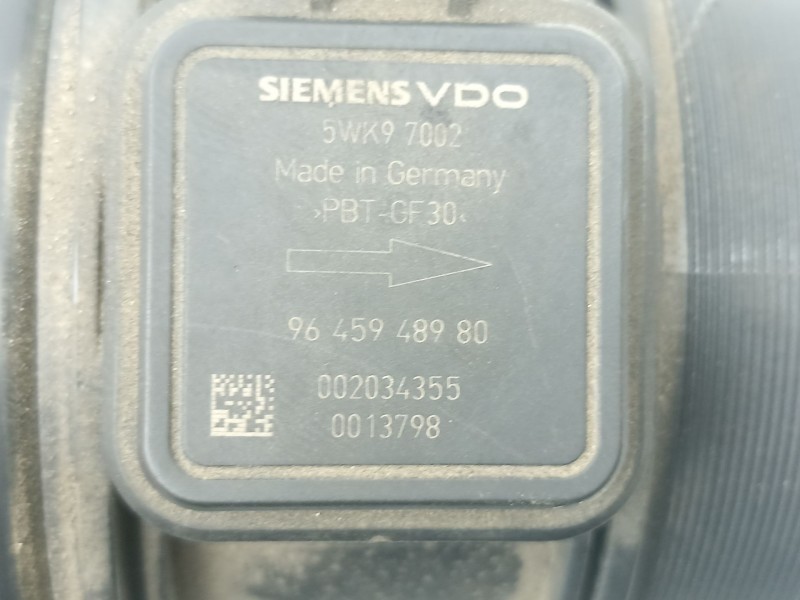 SIEMENS VDO
5WK9 7002
Made in Germany
>PBT-GF30<
96 459 489 80
002034355
0013798